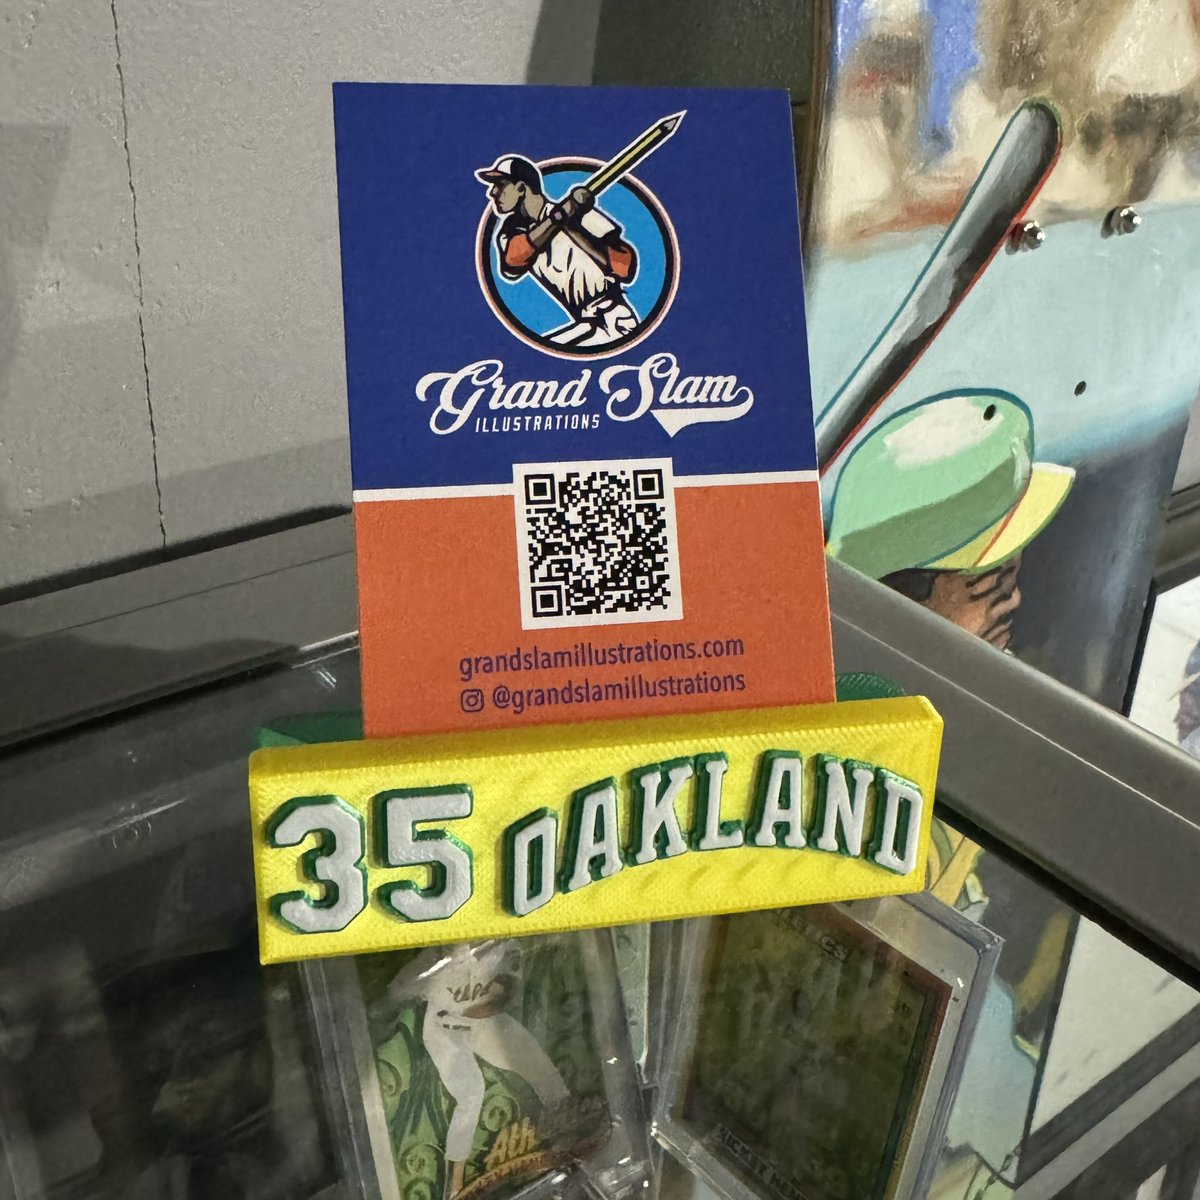 Grand Slam
ILLUSTRATIONS
grandslamillustrations.com
@grandslamillustrations
35 OAKLAND